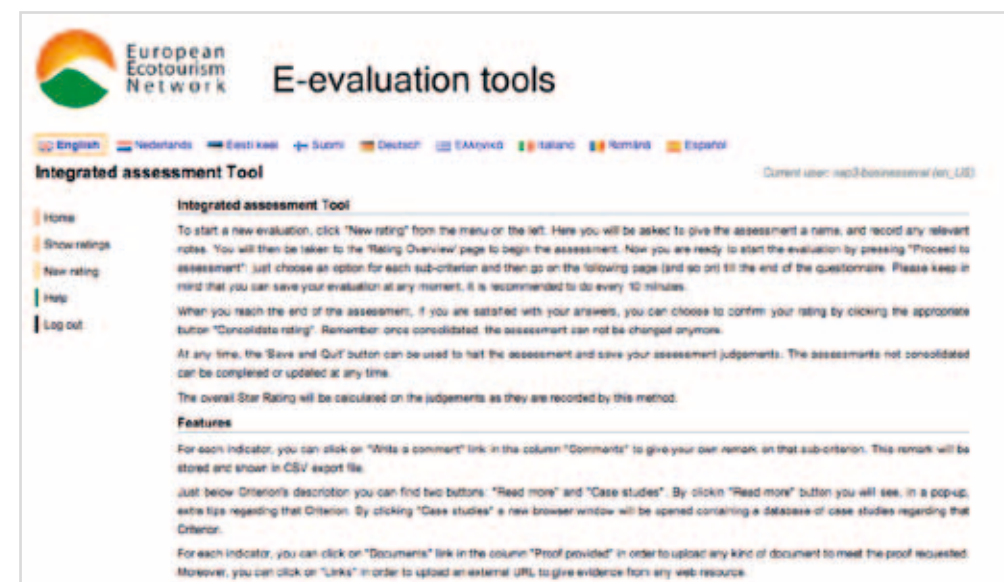 European
Ecotourism
Network
E-evaluation tools
English Nederlands Eesti keel Suomi Deutsch Ελληνικά Italiano Română Español
Integrated assessment Tool
Current user: wp3-businesseval (en_US)
Home
Show ratings
New rating
Help
Log out
Integrated assessment Tool
To start a new evaluation, click "New rating" from the menu on the left. Here you will be asked to give the assessment a name, and record any relevant
notes. You will then be taken to the 'Rating Overview' page to begin the assessment. Now you are ready to start the evaluation by pressing "Proceed to
assessment": just choose an option for each sub-criterion and then go on the following page (and so on) till the end of the questionnaire. Please keep in
mind that you can save your evaluation at any moment, it is recommended to do every 10 minutes.
When you reach the end of the assessment, if you are satisfied with your answers, you can choose to confirm your rating by clicking the appropriate
button "Consolidate rating". Remember: once consolidated, the assessment can not be changed anymore.
At any time, the 'Save and Quit' button can be used to halt the assessment and save your assessment judgements. The assessments not consolidated
can be completed or updated at any time.
The overall Star Rating will be calculated on the judgements as they are recorded by this method.
Features
For each indicator, you can click on "Write a comment" link in the column "Comments" to give your own remark on that sub-criterion. This remark will be
stored and shown in CSV export file.
Just below Criterion's description you can find two buttons: "Read more" and "Case studies". By clickin "Read more" button you will see, in a pop-up,
extra tips regarding that Criterion. By clicking "Case studies" a new browser window will be opened containing a database of case studies regarding that
Criterion.
For each indicator, you can click on "Documents" link in the column "Proof provided" in order to upload any kind of document to meet the proof requested.
Moreover, you can click on "Links" in order to upload an external URL to give evidence from any web resource.